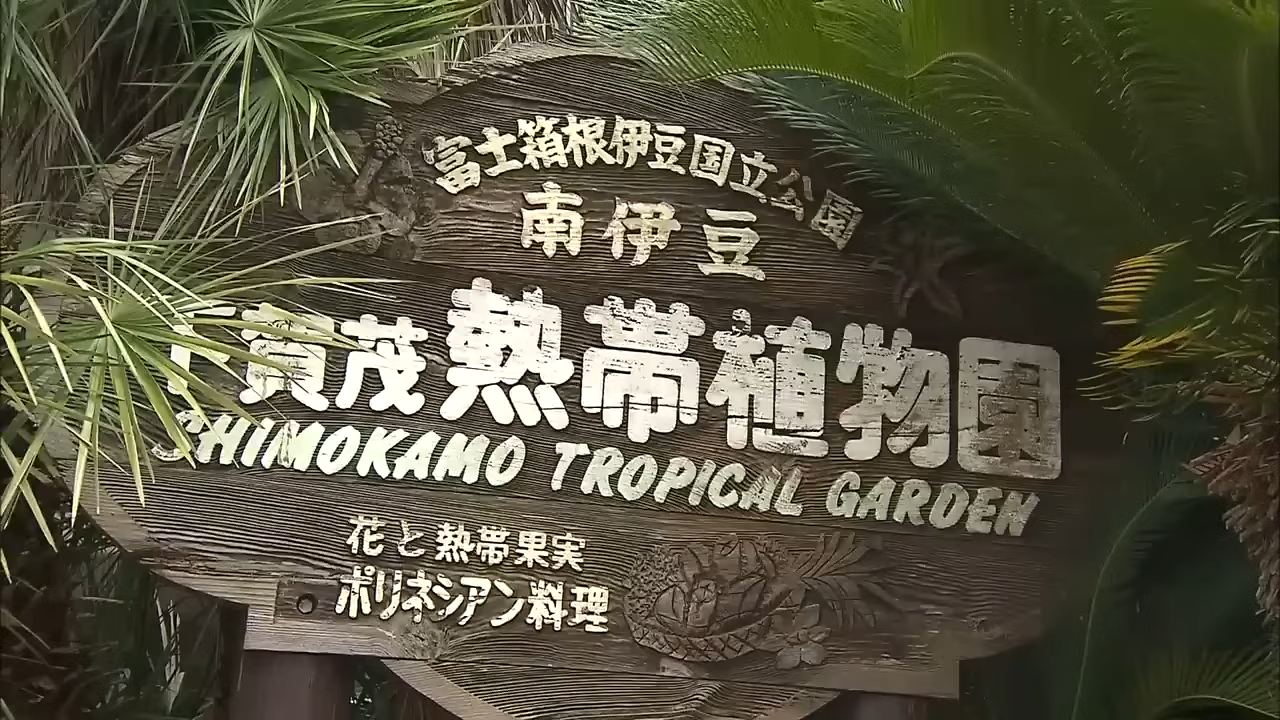 富士箱根伊豆国立公園
南伊豆
下賀茂熱帯植物園
SHIMOKAMO TROPICAL GARDEN
花と熱帯果実
ポリネシアン料理